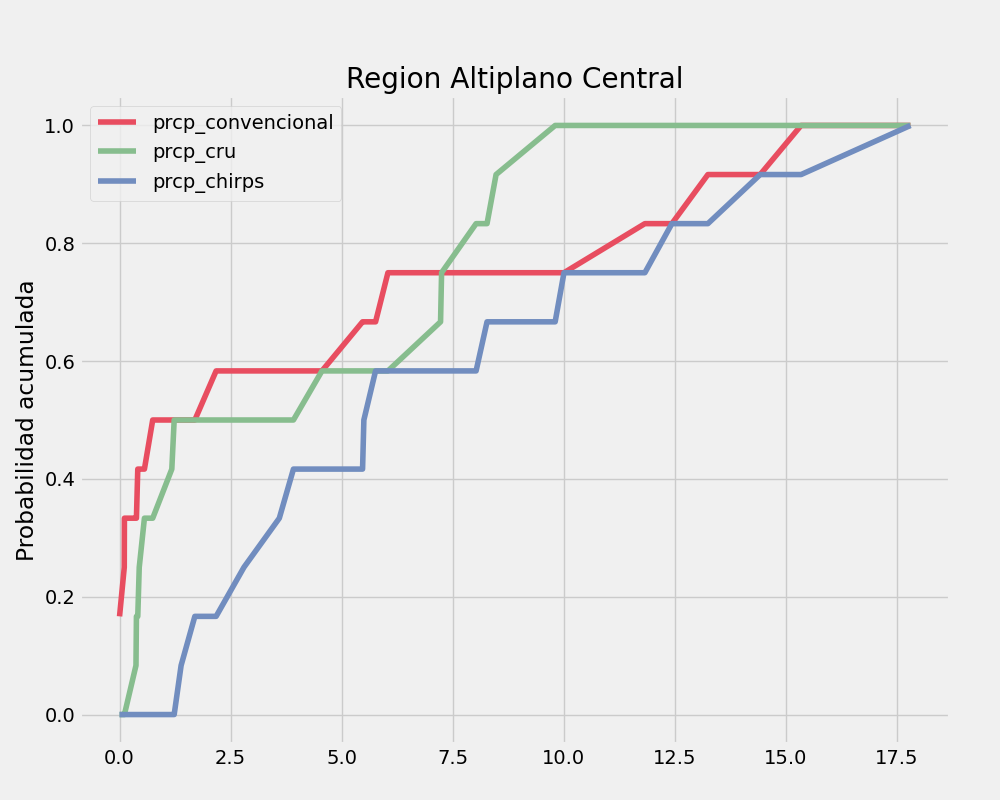 Region Altiplano Central
prcp_convencional
prcp_cru
prcp_chirps
Probabilidad acumulada
1.0
0.8
0.6
0.4
0.2
0.0
0.0 2.5 5.0 7.5 10.0 12.5 15.0 17.5